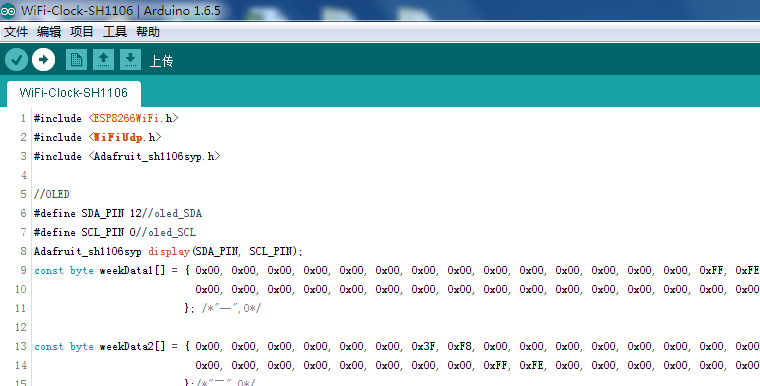 WiFi-Clock-SH1106 | Arduino 1.6.5
文件 编辑 项目 工具 帮助
上传
WiFi-Clock-SH1106
1 #include <ESP8266WiFi.h>
2 #include <WiFiUdp.h>
3 #include <Adafruit_sh1106syp.h>
4
5 //OLED
6 #define SDA_PIN 12//oled_SDA
7 #define SCL_PIN 0//oled_SCL
8 Adafruit_sh1106syp display(SDA_PIN, SCL_PIN);
9 const byte weekData1[] = { 0x00, 0x00, 0x00, 0x00, 0x00, 0x00, 0x00, 0x00, 0x00, 0x00, 0x00, 0x00, 0x00, 0x00, 0xFF, 0xFE
10 0x00, 0x00, 0x00, 0x00, 0x00, 0x00, 0x00, 0x00, 0x00, 0x00, 0x00, 0x00, 0x00, 0x00, 0x00, 0x00
11 }; /*"一",0*/
12
13 const byte weekData2[] = { 0x00, 0x00, 0x00, 0x00, 0x00, 0x00, 0x3F, 0xF8, 0x00, 0x00, 0x00, 0x00, 0x00, 0x00, 0x00, 0x00
14 0x00, 0x00, 0x00, 0x00, 0x00, 0x00, 0x00, 0x00, 0xFF, 0xFE, 0x00, 0x00, 0x00, 0x00, 0x00, 0x00
15 };/*"二",0*/